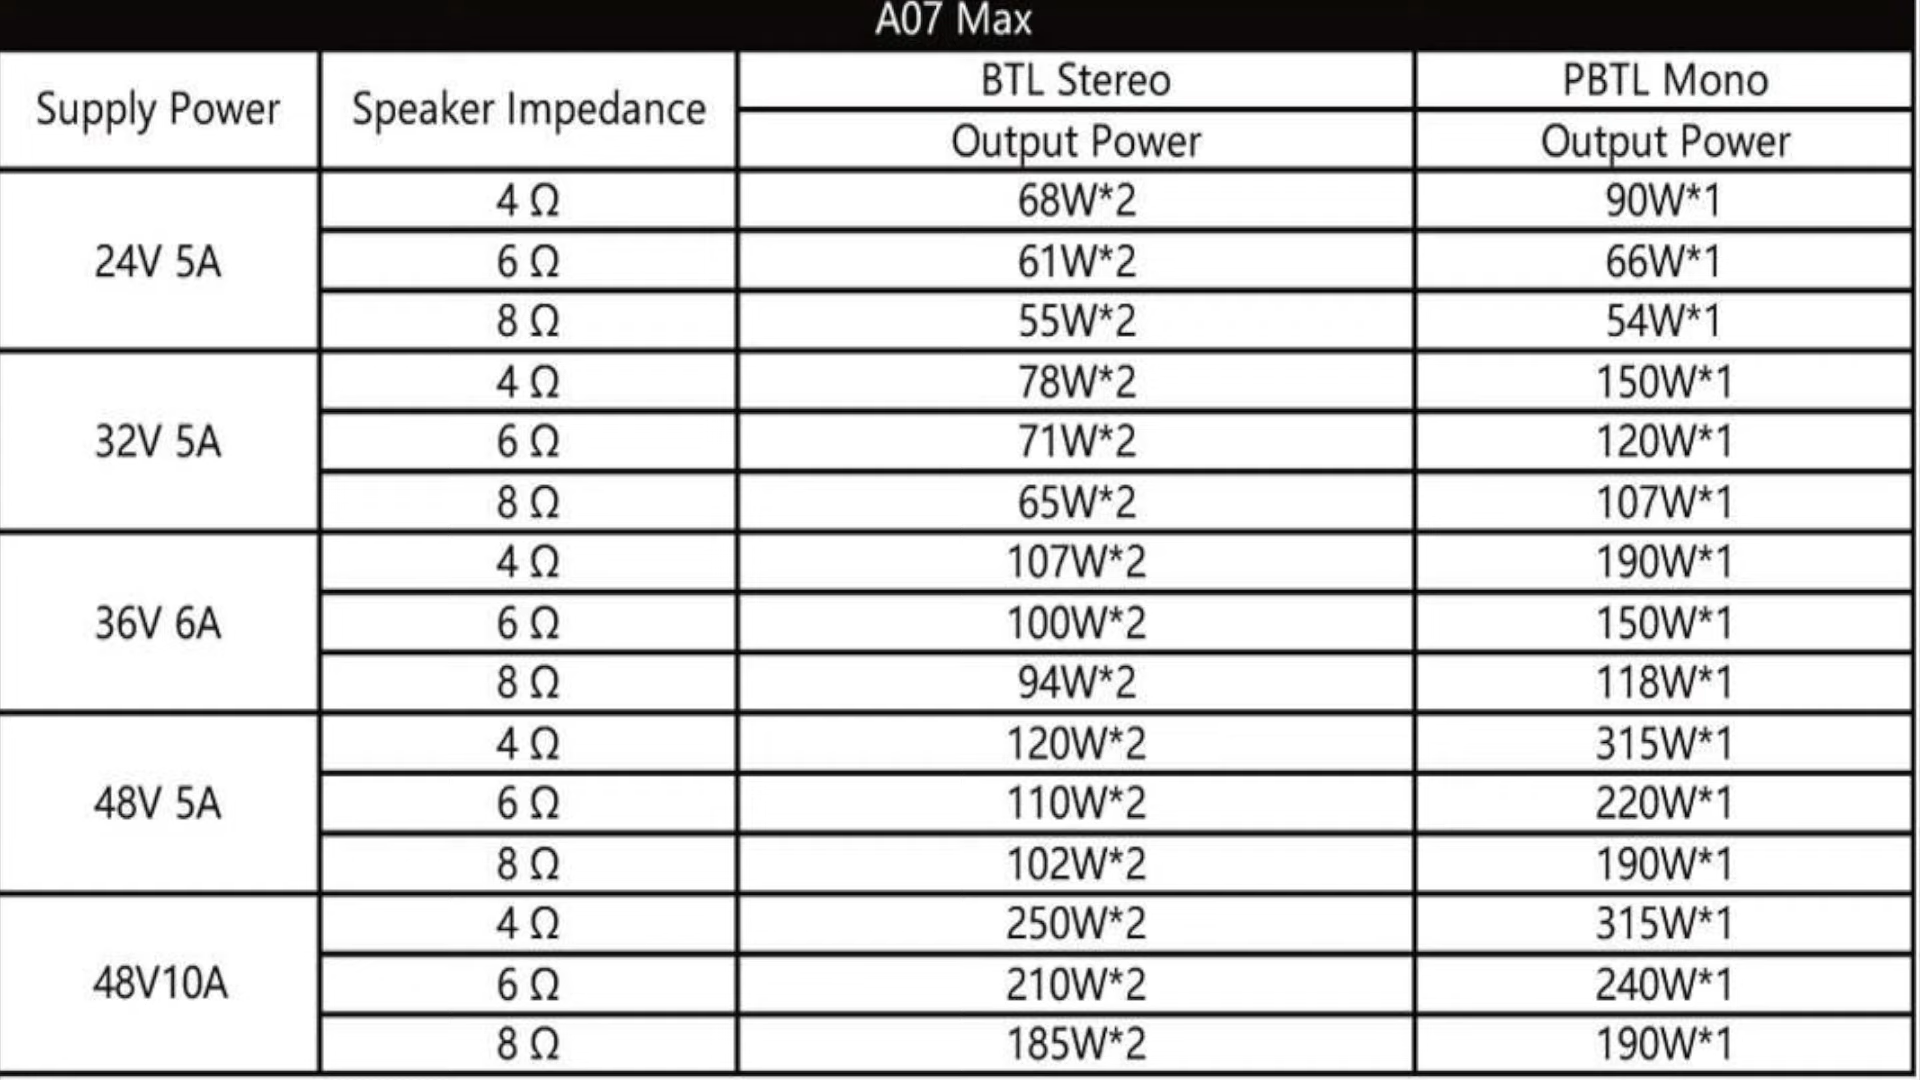 A07 Max
Supply Power Speaker Impedance BTL Stereo PBTL Mono
Output Power Output Power
24V 5A 4 Ω 68W*2 90W*1
6 Ω 61W*2 66W*1
8 Ω 55W*2 54W*1
32V 5A 4 Ω 78W*2 150W*1
6 Ω 71W*2 120W*1
8 Ω 65W*2 107W*1
36V 6A 4 Ω 107W*2 190W*1
6 Ω 100W*2 150W*1
8 Ω 94W*2 118W*1
48V 5A 4 Ω 120W*2 315W*1
6 Ω 110W*2 220W*1
8 Ω 102W*2 190W*1
48V10A 4 Ω 250W*2 315W*1
6 Ω 210W*2 240W*1
8 Ω 185W*2 190W*1